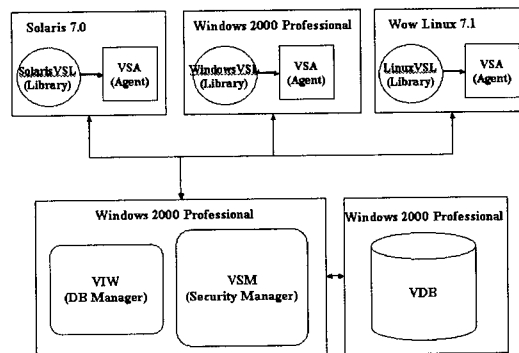 Solaris 7.0
SolarisVSL
(Library)
VSA
(Agent)
Windows 2000 Professional
WindowsVSL
(Library)
VSA
(Agent)
Wow Linux 7.1
LinuxVSL
(Library)
VSA
(Agent)
Windows 2000 Professional
VIW
(DB Manager)
VSM
(Security Manager)
Windows 2000 Professional
VDB